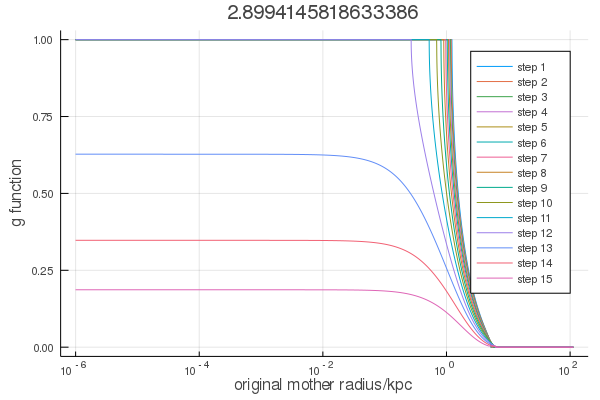 2.8994145818633386
g function
1.00
0.75
0.50
0.25
0.00
step 1
step 2
step 3
step 4
step 5
step 6
step 7
step 8
step 9
step 10
step 11
step 12
step 13
step 14
step 15
10^-6
10^-4
10^-2
10^0
10^2
original mother radius/kpc